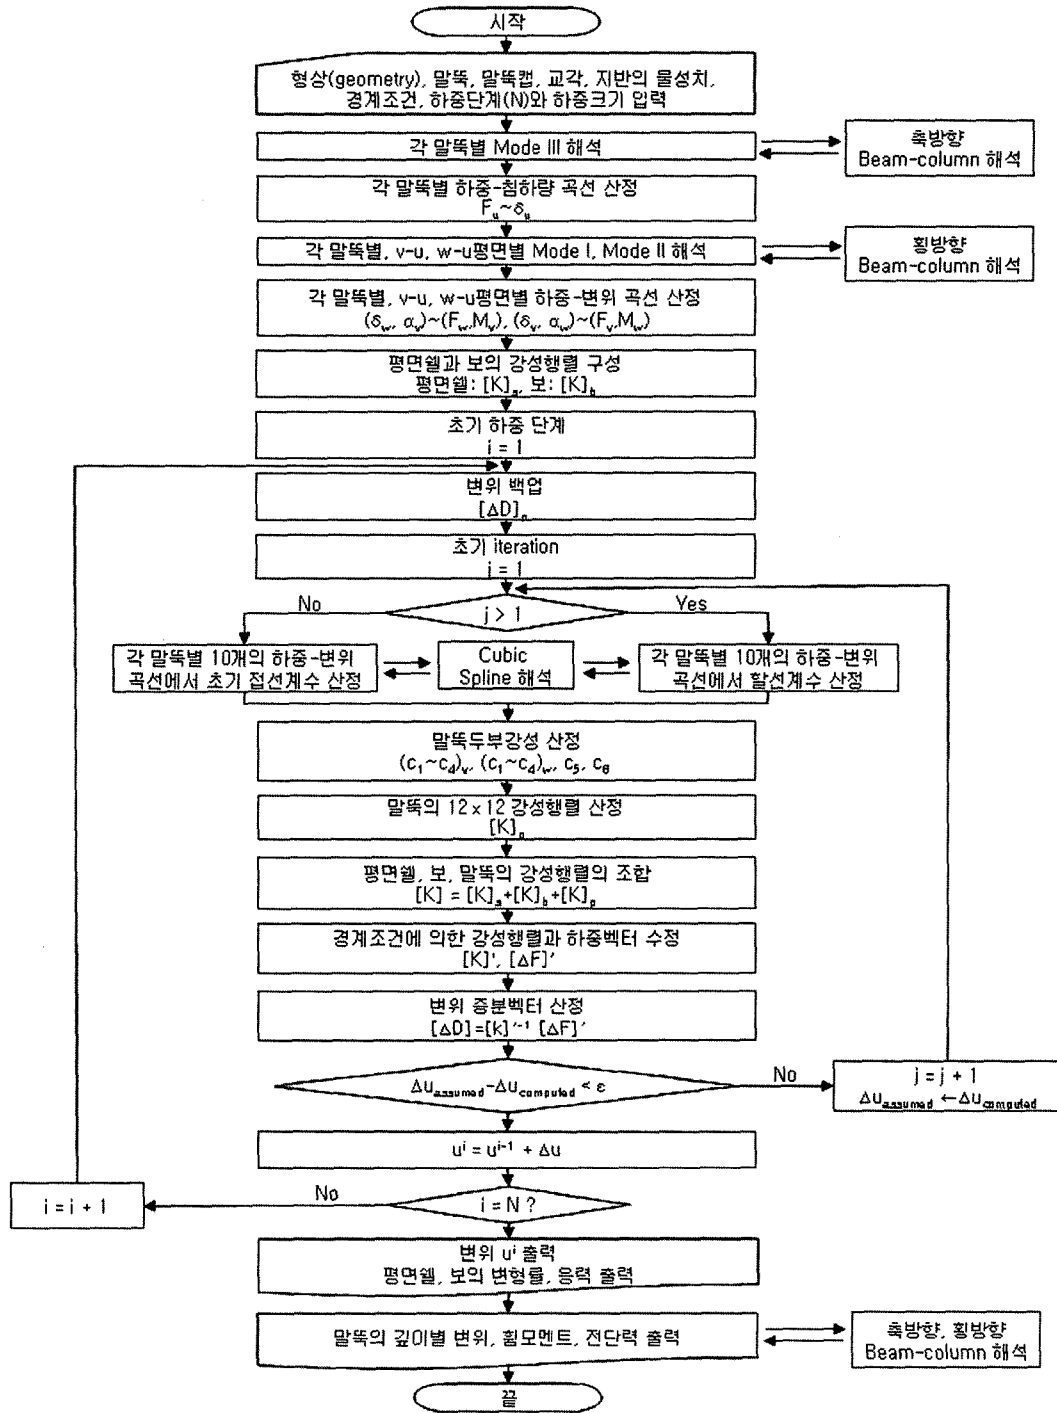 시작
형상(geometry), 말뚝, 말뚝캡, 교각, 지반의 물성치,
경계조건, 하중단계(N)와 하중크기 입력
각 말뚝별 Mode III 해석
축방향
Beam-column 해석
각 말뚝별 하중-침하량 곡선 산정
F_u~δ_u
각 말뚝별, v-u, w-u평면별 Mode I, Mode II 해석
횡방향
Beam-column 해석
각 말뚝별, v-u, w-u평면별 하중-변위 곡선 산정
(δ_w, α_v)~(F_w,M_v), (δ_v, α_w)~(F_v,M_w)
평면쉘과 보의 강성행렬 구성
평면쉘: [K]_s, 보: [K]_b
초기 하중 단계
i = 1
변위 백업
[ΔD]_p
초기 iteration
j = 1
No
j > 1
Yes
각 말뚝별 10개의 하중-변위
곡선에서 초기 접선계수 산정
Cubic
Spline 해석
각 말뚝별 10개의 하중-변위
곡선에서 할선계수 산정
말뚝두부강성 산정
(c₁~c₄)_v, (c₁~c₄)_w, c₅, c₆
말뚝의 12 x 12 강성행렬 산정
[K]_p
평면쉘, 보, 말뚝의 강성행렬의 조합
[K] = [K]_s+[K]_b+[K]_p
경계조건에 의한 강성행렬과 하중벡터 수정
[K]', [ΔF]'
변위 증분벡터 산정
[ΔD]=[k]'⁻¹ [ΔF]'
Δu_assumed-Δu_computed < ε
No
j = j + 1
Δu_assumed ←Δu_computed
uⁱ = uⁱ⁻¹ + Δu
i = i + 1
No
i = N ?
변위 uⁱ 출력
평면쉘, 보의 변형률, 응력 출력
말뚝의 깊이별 변위, 휨모멘트, 전단력 출력
축방향, 횡방향
Beam-column 해석
끝